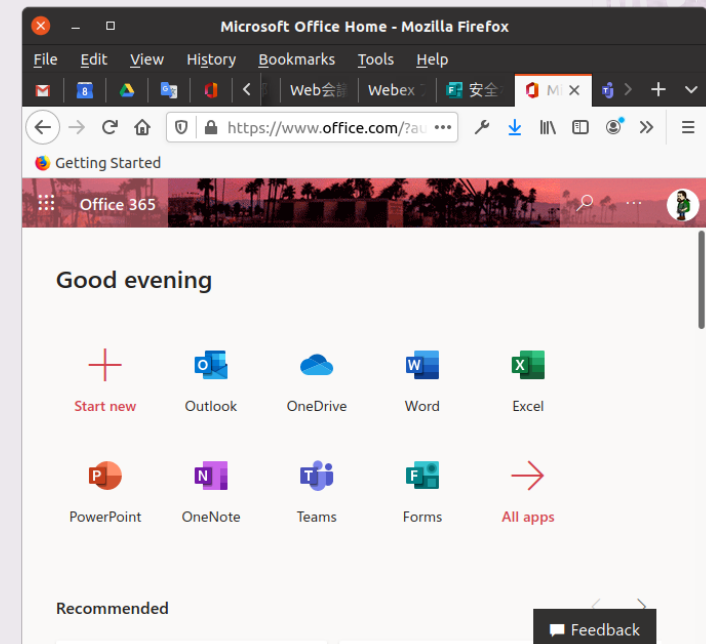 Microsoft Office Home - Mozilla Firefox
File Edit View History Bookmarks Tools Help
Web会 Webex 安全
https://www.office.com/?au
Getting Started
Office 365
Good evening
Start new Outlook OneDrive Word Excel
PowerPoint OneNote Teams Forms All apps
Recommended
Feedback